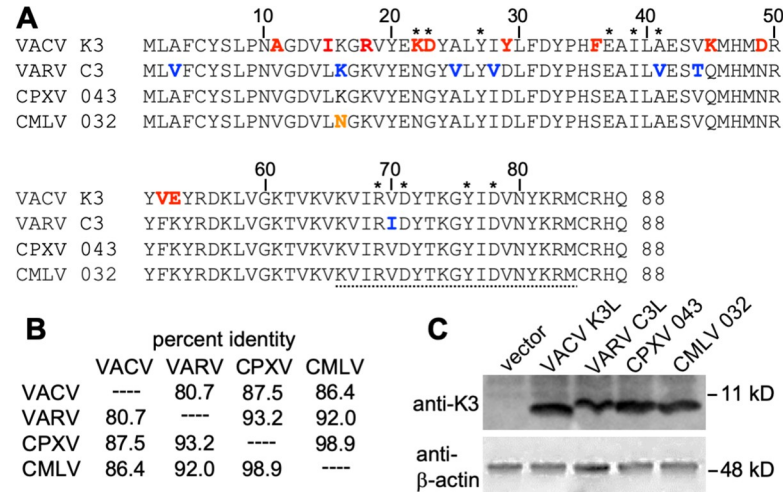 A
10 20 30 40 50
** * * * *
VACV K3 MLAFCYSLPNAGDVIKGRVYEKDYALYIYLFDYPHFEAILAESVKMHMDR
VARV C3 MLVFCYSLPNVGDVLKGKVYENGYVLYVDLFDYPHSEAILVESTQMHMNR
CPXV 043 MLAFCYSLPNVGDVLKGKVYENGYALYIDLFDYPHSEAILAESVQMHMNR
CMLV 032 MLAFCYSLPNVGDVLNGKVYENGYALYIDLFDYPHSEAILAESVQMHMNR
60 70 80
* * * *
VACV K3 YVEYRDKLVGKTVKVKVIRVDYTKGYIDVNYKRMCRHQ 88
VARV C3 YFKYRDKLVGKTVKVKVIRIDYTKGYIDVNYKRMCRHQ 88
CPXV 043 YFKYRDKLVGKTVKVKVIRVDYTKGYIDVNYKRMCRHQ 88
CMLV 032 YFKYRDKLVGKTVKVKVIRVDYTKGYIDVNYKRMCRHQ 88
B
percent identity
VACV VARV CPXV CMLV
VACV ---- 80.7 87.5 86.4
VARV 80.7 ---- 93.2 92.0
CPXV 87.5 93.2 ---- 98.9
CMLV 86.4 92.0 98.9 ----
C
vector VACV K3L VARV C3L CPXV 043 CMLV 032
anti-K3 – 11 kD
anti-
β-actin – 48 kD